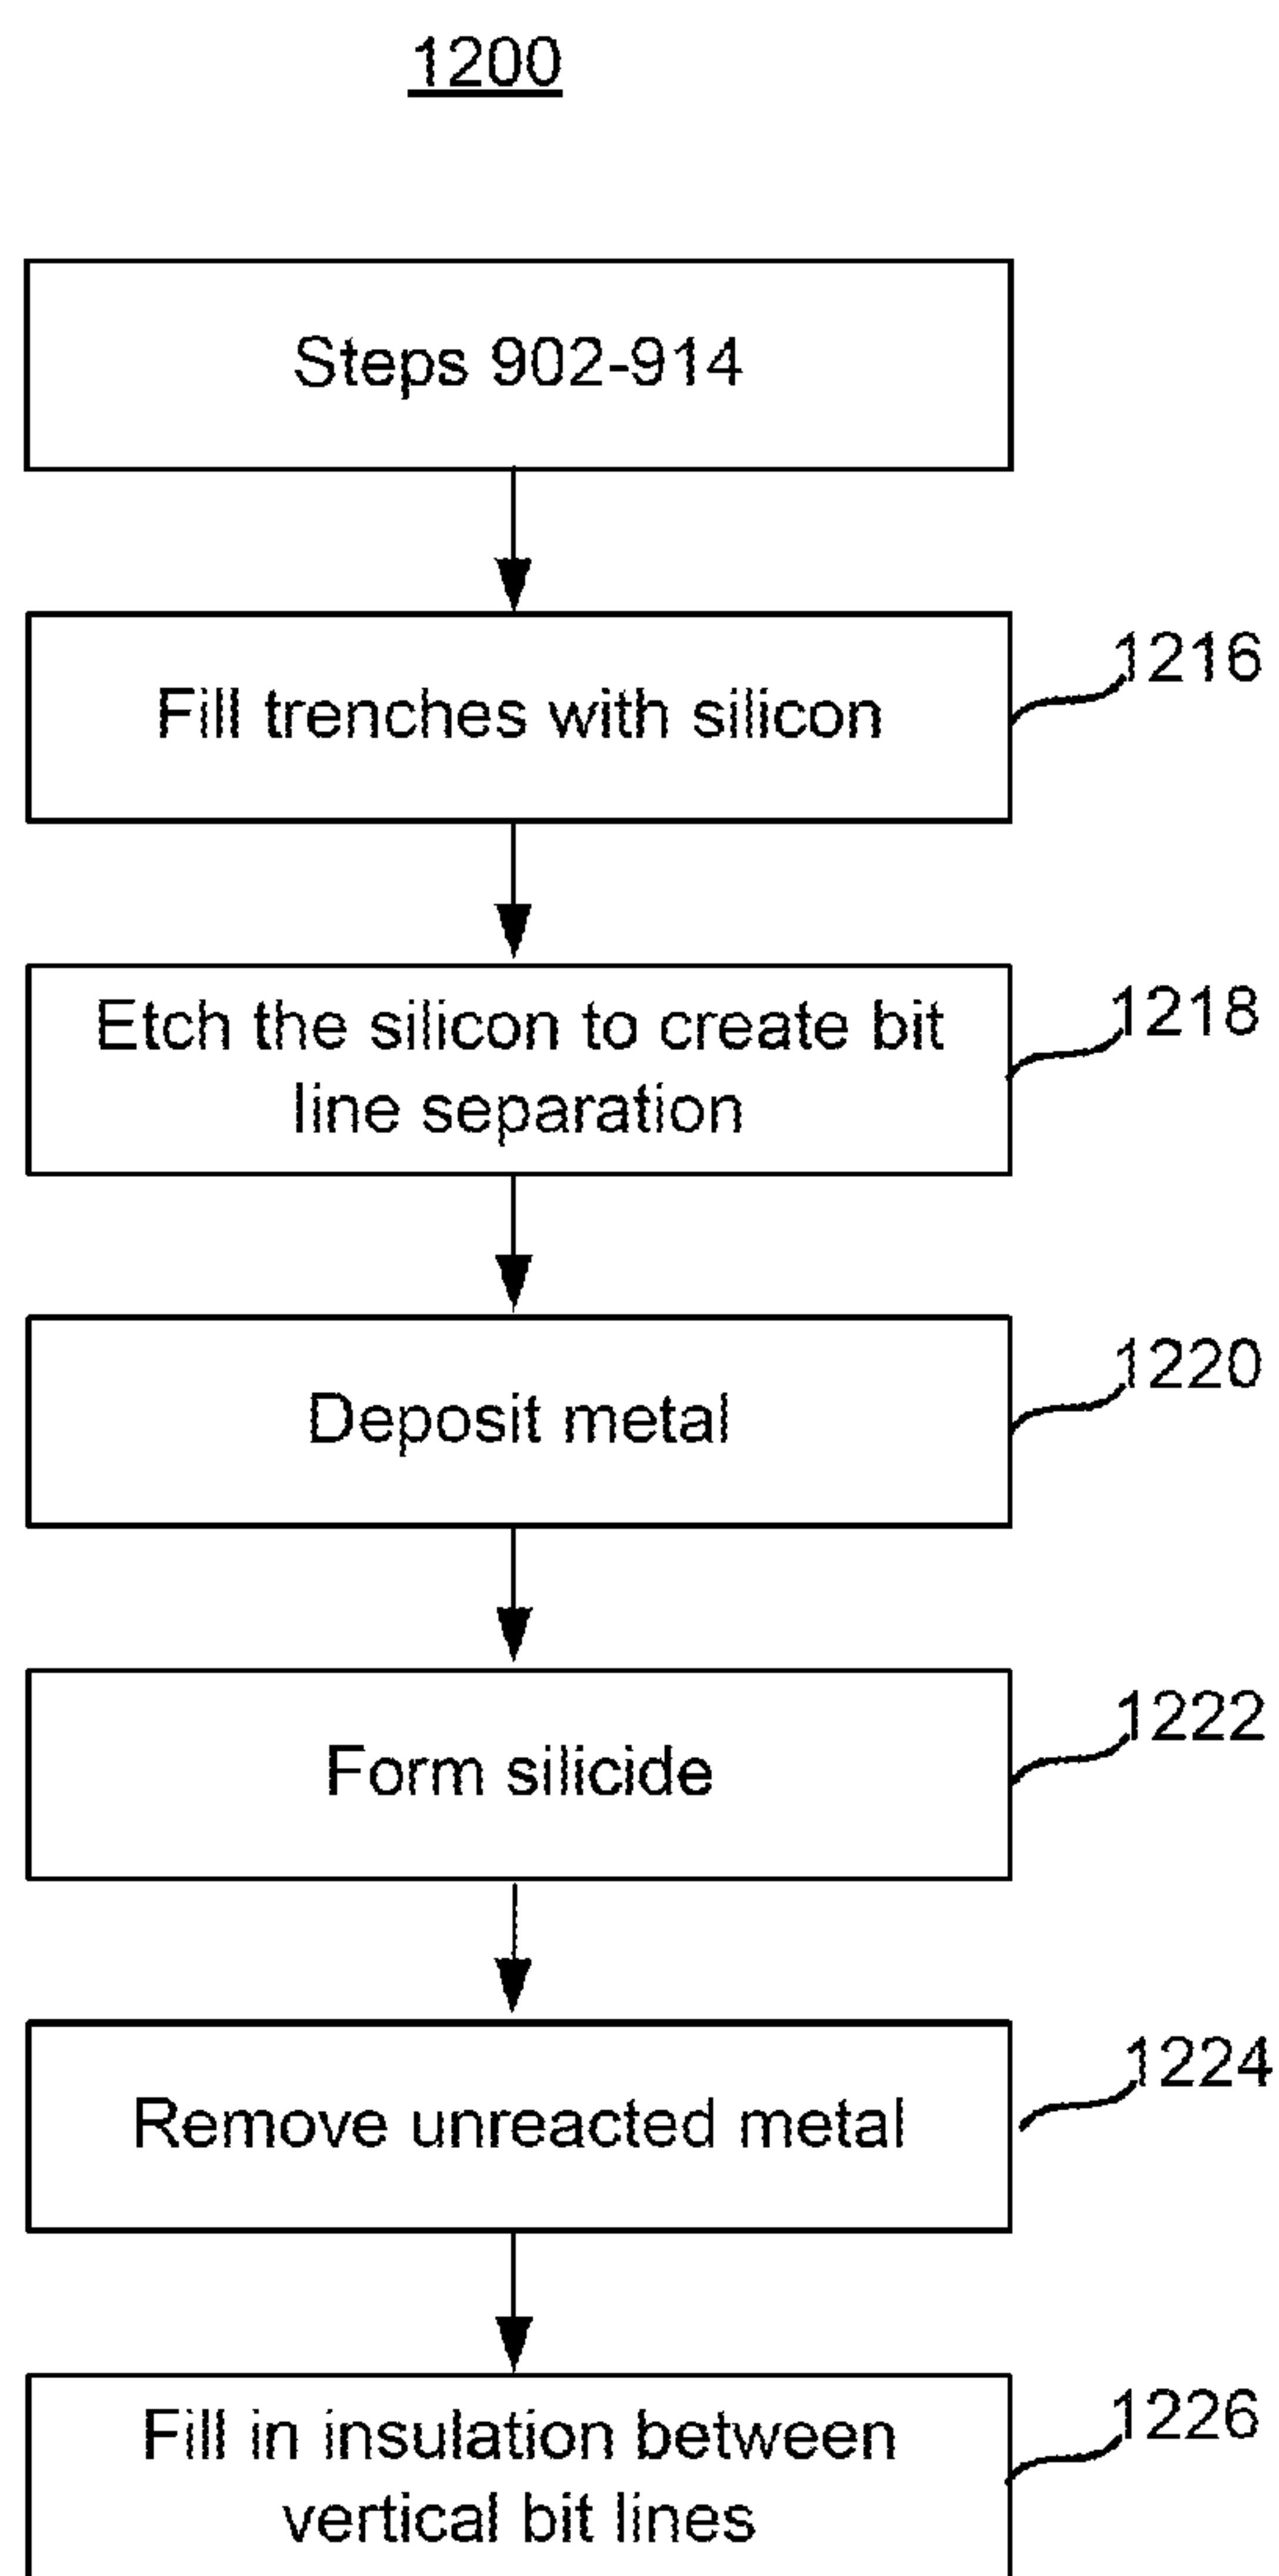 1200
Steps 902-914
Fill trenches with silicon
1216
Etch the silicon to create bit
line separation
1218
Deposit metal
1220
Form silicide
1222
Remove unreacted metal
1224
Fill in insulation between
vertical bit lines
1226